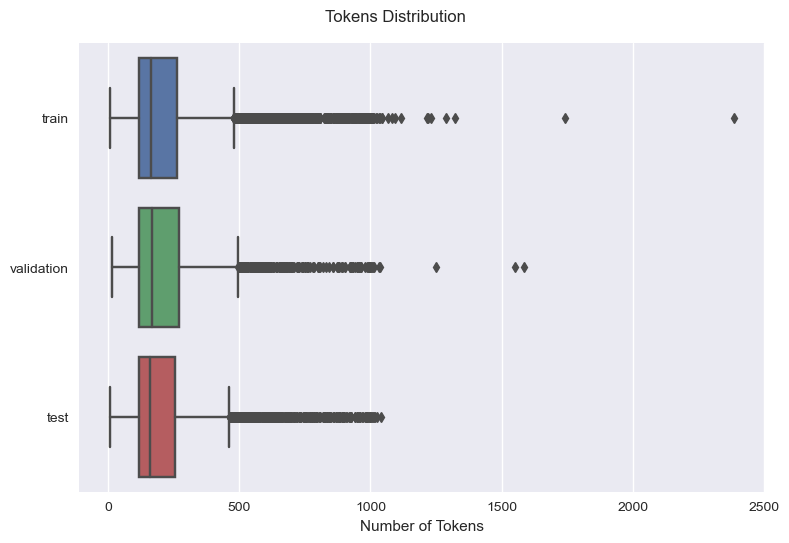 Tokens Distribution
train
validation
test
0 500 1000 1500 2000 2500
Number of Tokens